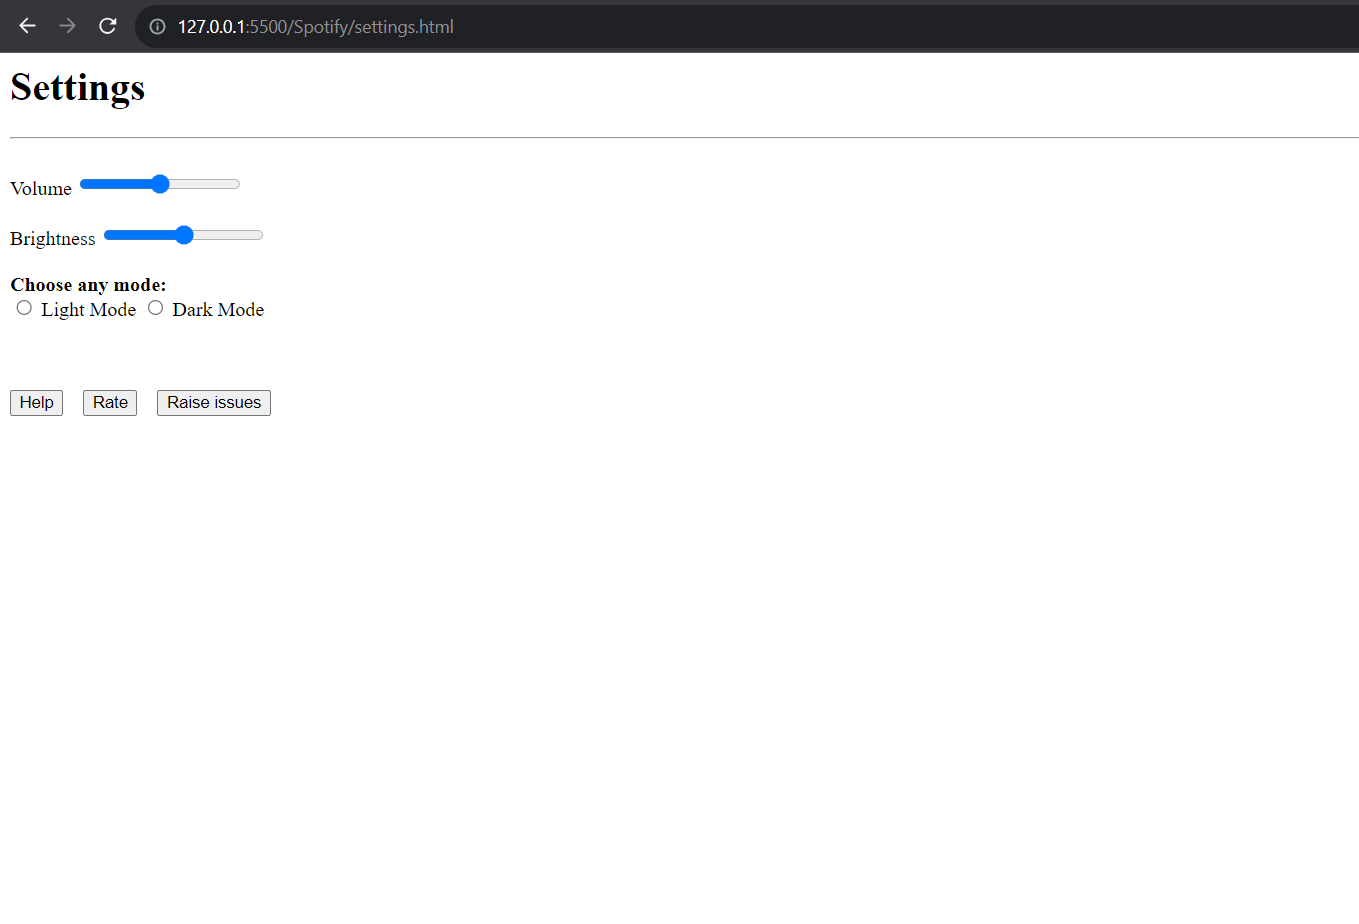 127.0.0.1:5500/Spotify/settings.html
Settings
Volume
Brightness
Choose any mode:
Light Mode Dark Mode
Help Rate Raise issues